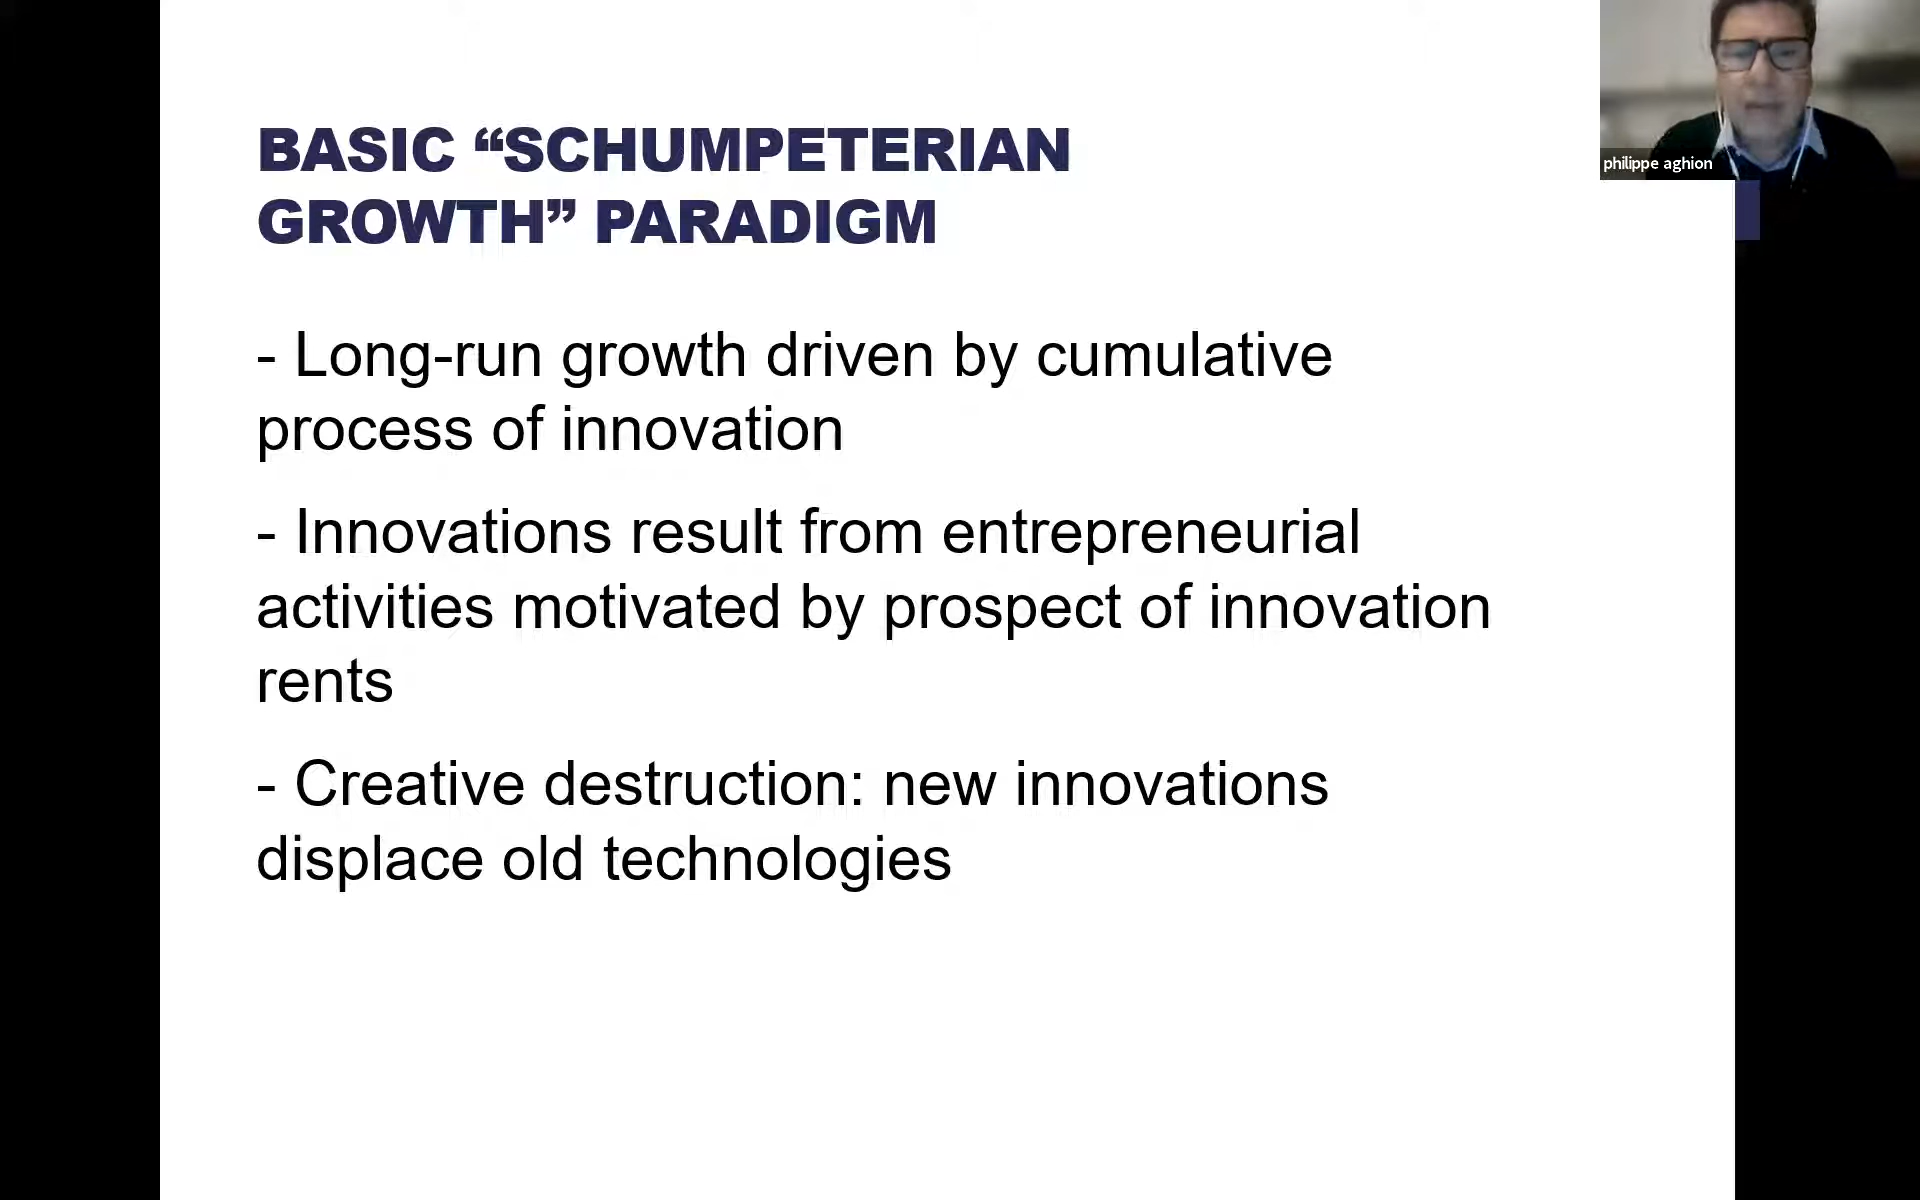 BASIC “SCHUMPETERIAN
GROWTH” PARADIGM
- Long-run growth driven by cumulative
process of innovation
- Innovations result from entrepreneurial
activities motivated by prospect of innovation
rents
- Creative destruction: new innovations
displace old technologies
philippe aghion